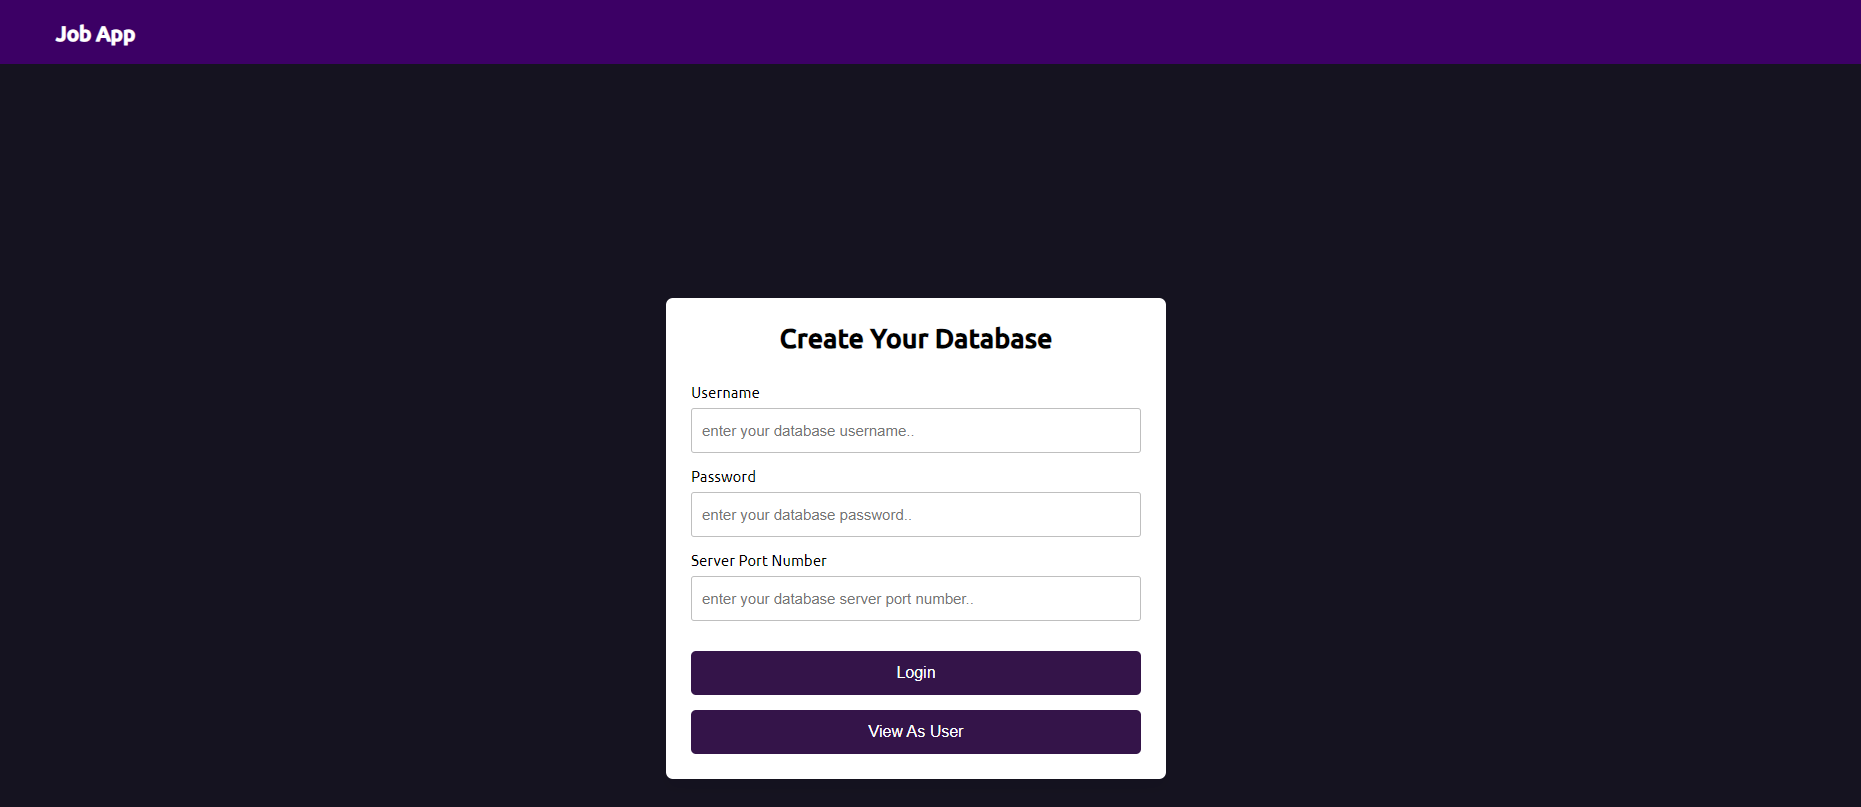 Job App
Create Your Database
Username
enter your database username..
Password
enter your database password..
Server Port Number
enter your database server port number..
Login
View As User